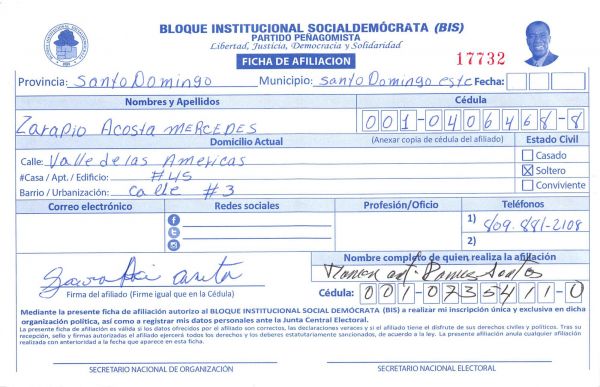 BLOQUE INSTITUCIONAL SOCIALDEMÓCRATA (BIS)
PARTIDO PEÑAGOMISTA
Libertad, Justicia, Democracia y Solidaridad
FICHA DE AFILIACION
17732
Provincia: Santo Domingo Municipio: santo Domingo este Fecha:
Nombres y Apellidos
Cédula
Zarapio Acosta MERCEDES
001-0406468-8
Domicilio Actual
(Anexar copia de cédula del afiliado)
Estado Civil
Calle: Valle de las Americas
Casado
#Casa / Apt. / Edificio: #45
Soltero
Barrio / Urbanización: calle #3
Conviviente
Correo electrónico
Redes sociales
Profesión/Oficio
Teléfonos
1) 809.881-2108
2)
Nombre completo de quien realiza la afiliación
Ramon ant. Ramos Santos
Firma del afiliado (Firme igual que en la Cédula)
Cédula: 001-0735411-0
Mediante la presente ficha de afiliación autorizo al BLOQUE INSTITUCIONAL SOCIAL DEMÓCRATA (BIS) a realizar mi inscripción única y exclusiva en dicha
organización política, así como a registrar mis datos personales ante la Junta Central Electoral.
La presente ficha de afiliación es válida si los datos ofrecidos por el afiliado son correctos, las declaraciones veraces y si el afiliado tiene el disfrute de sus derechos civiles y políticos. Tras su
recepción, sello y firmas autorizadas el afiliado ejercerá todos los derechos y los deberes estatutariamente sancionados, de acuerdo a la ley. La presente afiliación anula cualquier afiliación
realizada con anterioridad a la fecha que aparece en esta ficha.
SECRETARIO NACIONAL DE ORGANIZACIÓN
SECRETARIO NACIONAL ELECTORAL